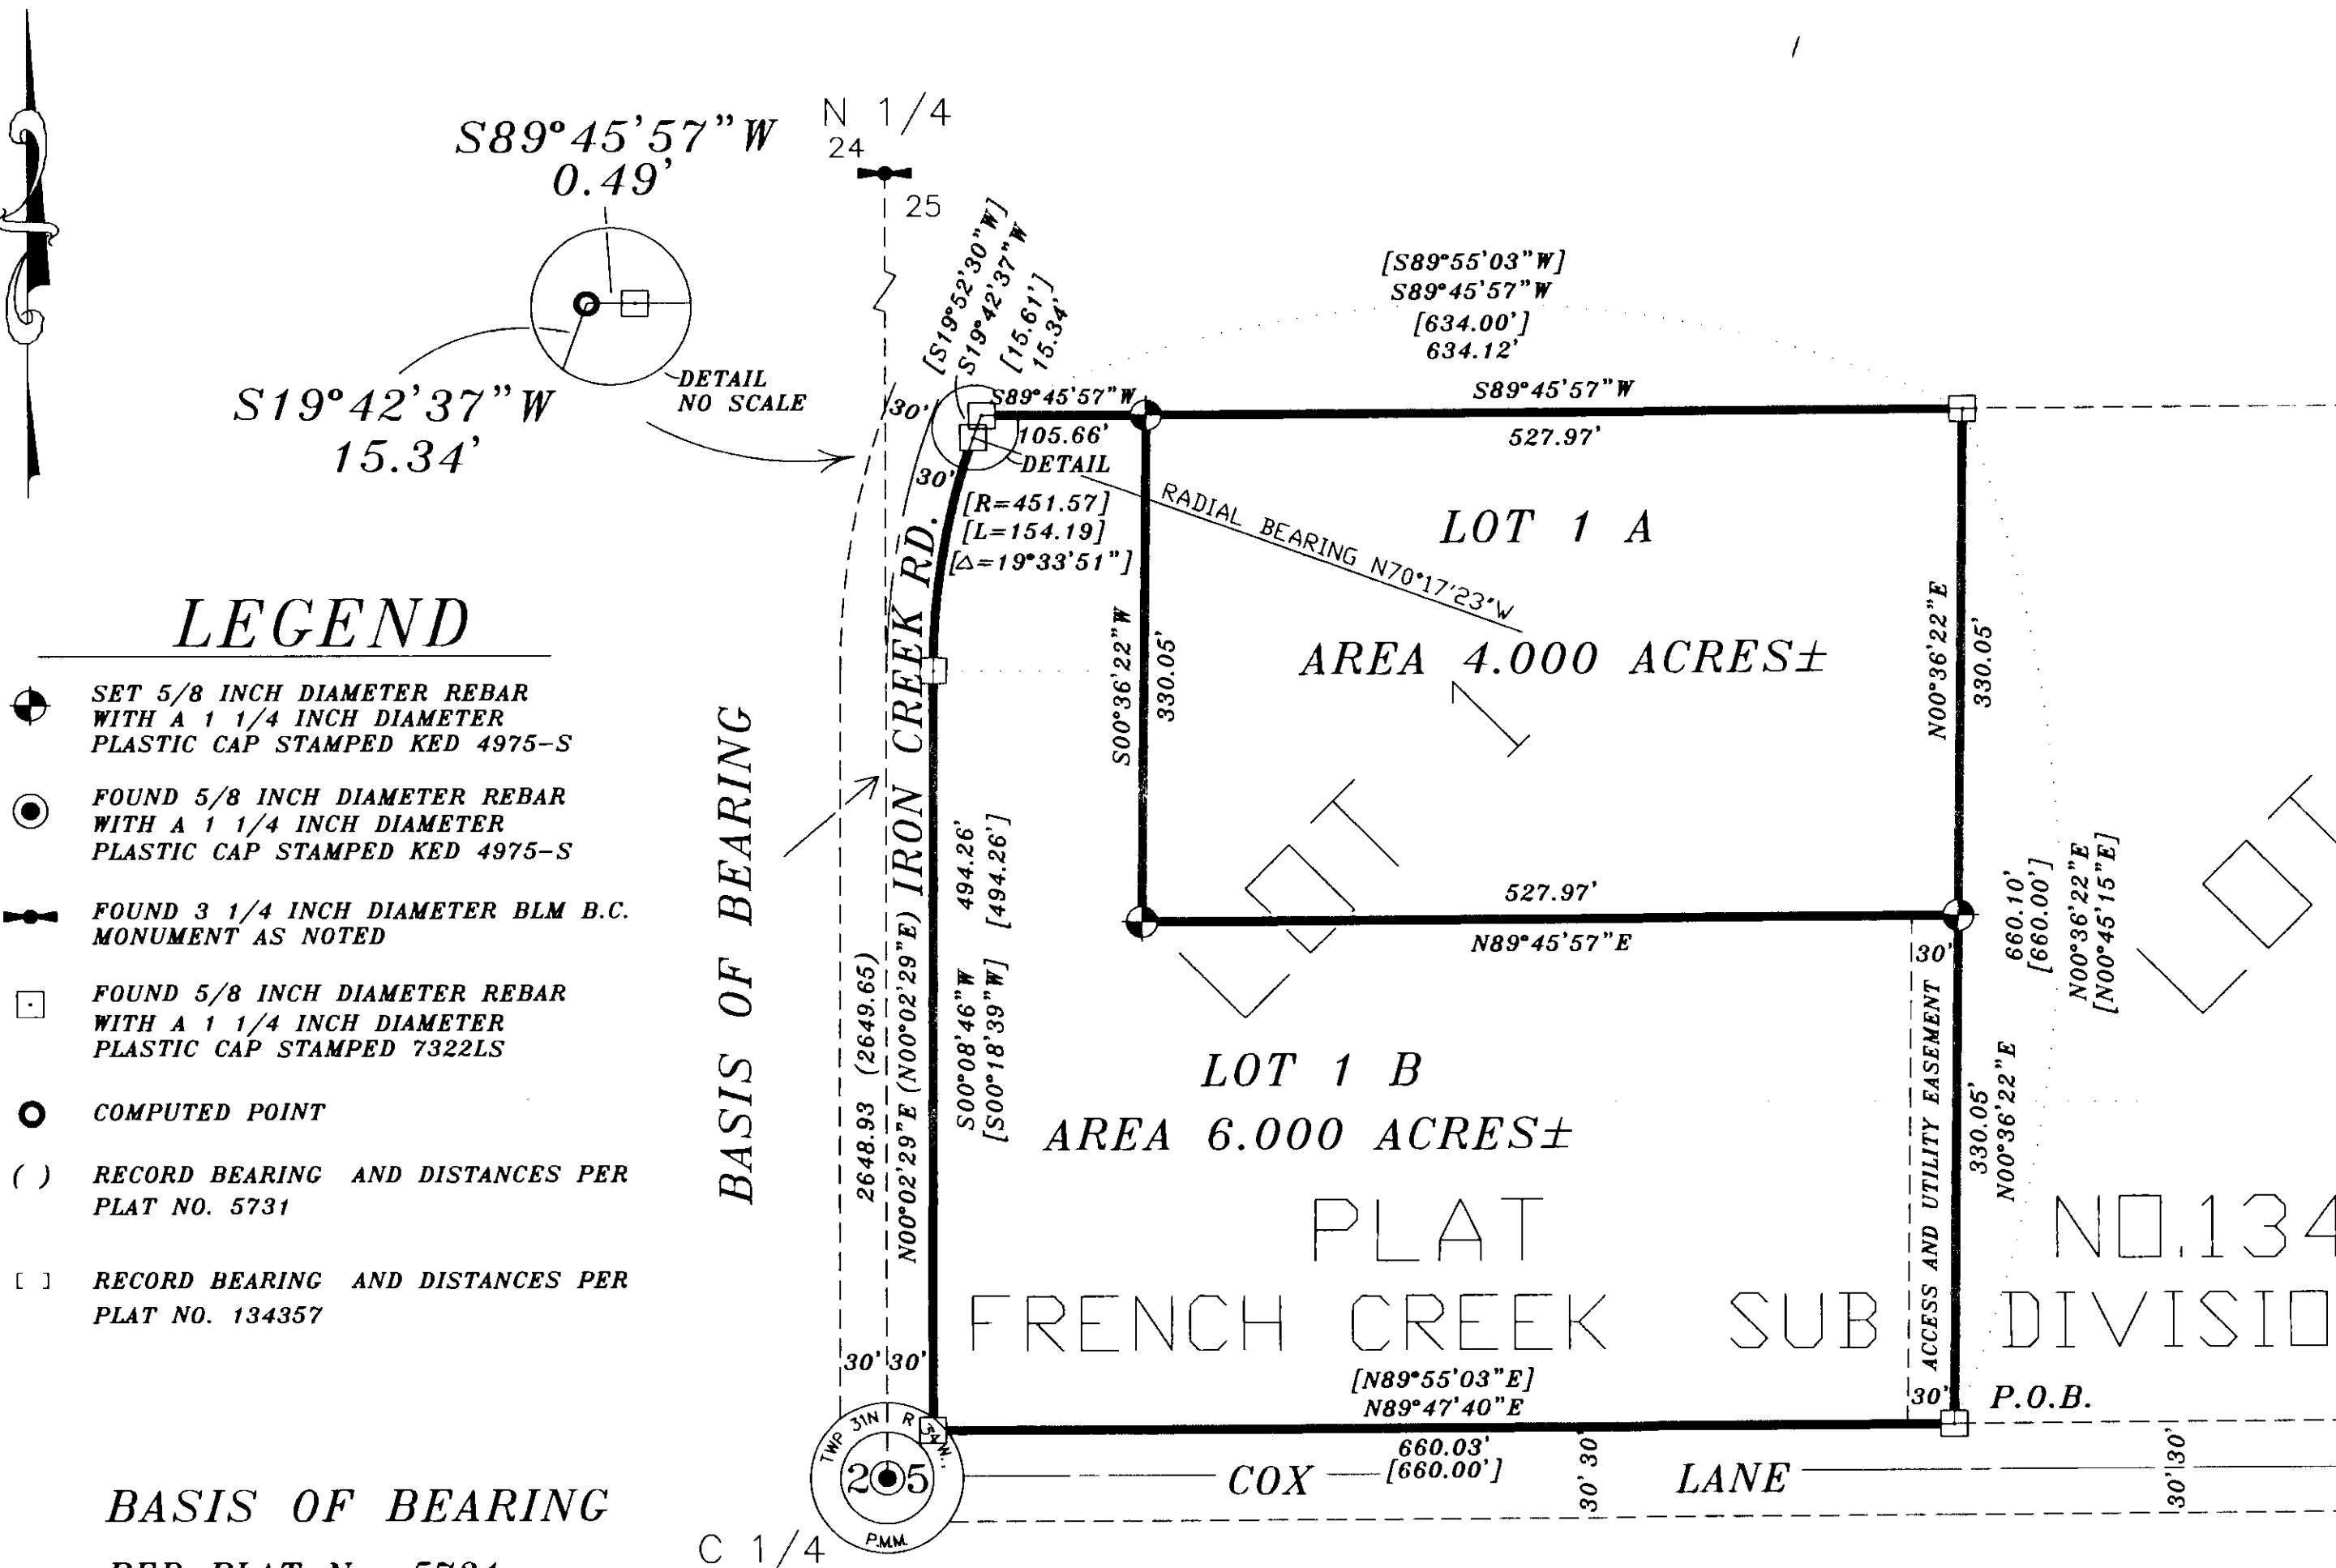 S89°45'57"W
0.49'
N 1/4
24
25
S19°42'37"W
15.34'
DETAIL
NO SCALE
[S19°52'30"W]
S19°42'37"W
[15.61']
15.34'
[S89°55'03"W]
S89°45'57"W
[634.00']
634.12'
30'
S89°45'57"W
105.66'
S89°45'57"W
527.97'
DETAIL
30'
[R=451.57]
[L=154.19]
[△=19°33'51"]
RADIAL BEARING N70°17'23"W
LOT 1 A
AREA 4.000 ACRES±
S00°36'22"W
330.05'
N00°36'22"E
330.05'
LEGEND
SET 5/8 INCH DIAMETER REBAR
WITH A 1 1/4 INCH DIAMETER
PLASTIC CAP STAMPED KED 4975-S
FOUND 5/8 INCH DIAMETER REBAR
WITH A 1 1/4 INCH DIAMETER
PLASTIC CAP STAMPED KED 4975-S
FOUND 3 1/4 INCH DIAMETER BLM B.C.
MONUMENT AS NOTED
FOUND 5/8 INCH DIAMETER REBAR
WITH A 1 1/4 INCH DIAMETER
PLASTIC CAP STAMPED 7322LS
COMPUTED POINT
( ) RECORD BEARING AND DISTANCES PER
PLAT NO. 5731
[ ] RECORD BEARING AND DISTANCES PER
PLAT NO. 134357
BASIS OF BEARING
IRON CREEK RD.
2648.93 (2649.65)
N00°02'29"E (N00°02'29"E)
494.26'
[494.26']
S00°08'46"W
[S00°18'39"W]
LOT 1
527.97'
N89°45'57"E
660.10'
[660.00']
N00°36'22"E
[N00°45'15"E]
LOT
30'
ACCESS AND UTILITY EASEMENT
330.05'
N00°36'22"E
LOT 1 B
AREA 6.000 ACRES±
PLAT NO.134
FRENCH CREEK SUB DIVISIO
30' 30'
[N89°55'03"E]
N89°47'40"E
30'
P.O.B.
660.03'
[660.00']
COX LANE
30' 30'
30' 30'
TWP 31N R 54 W.,
25
P.M.M.
C 1/4
BASIS OF BEARING
PER PLAT No. 5731